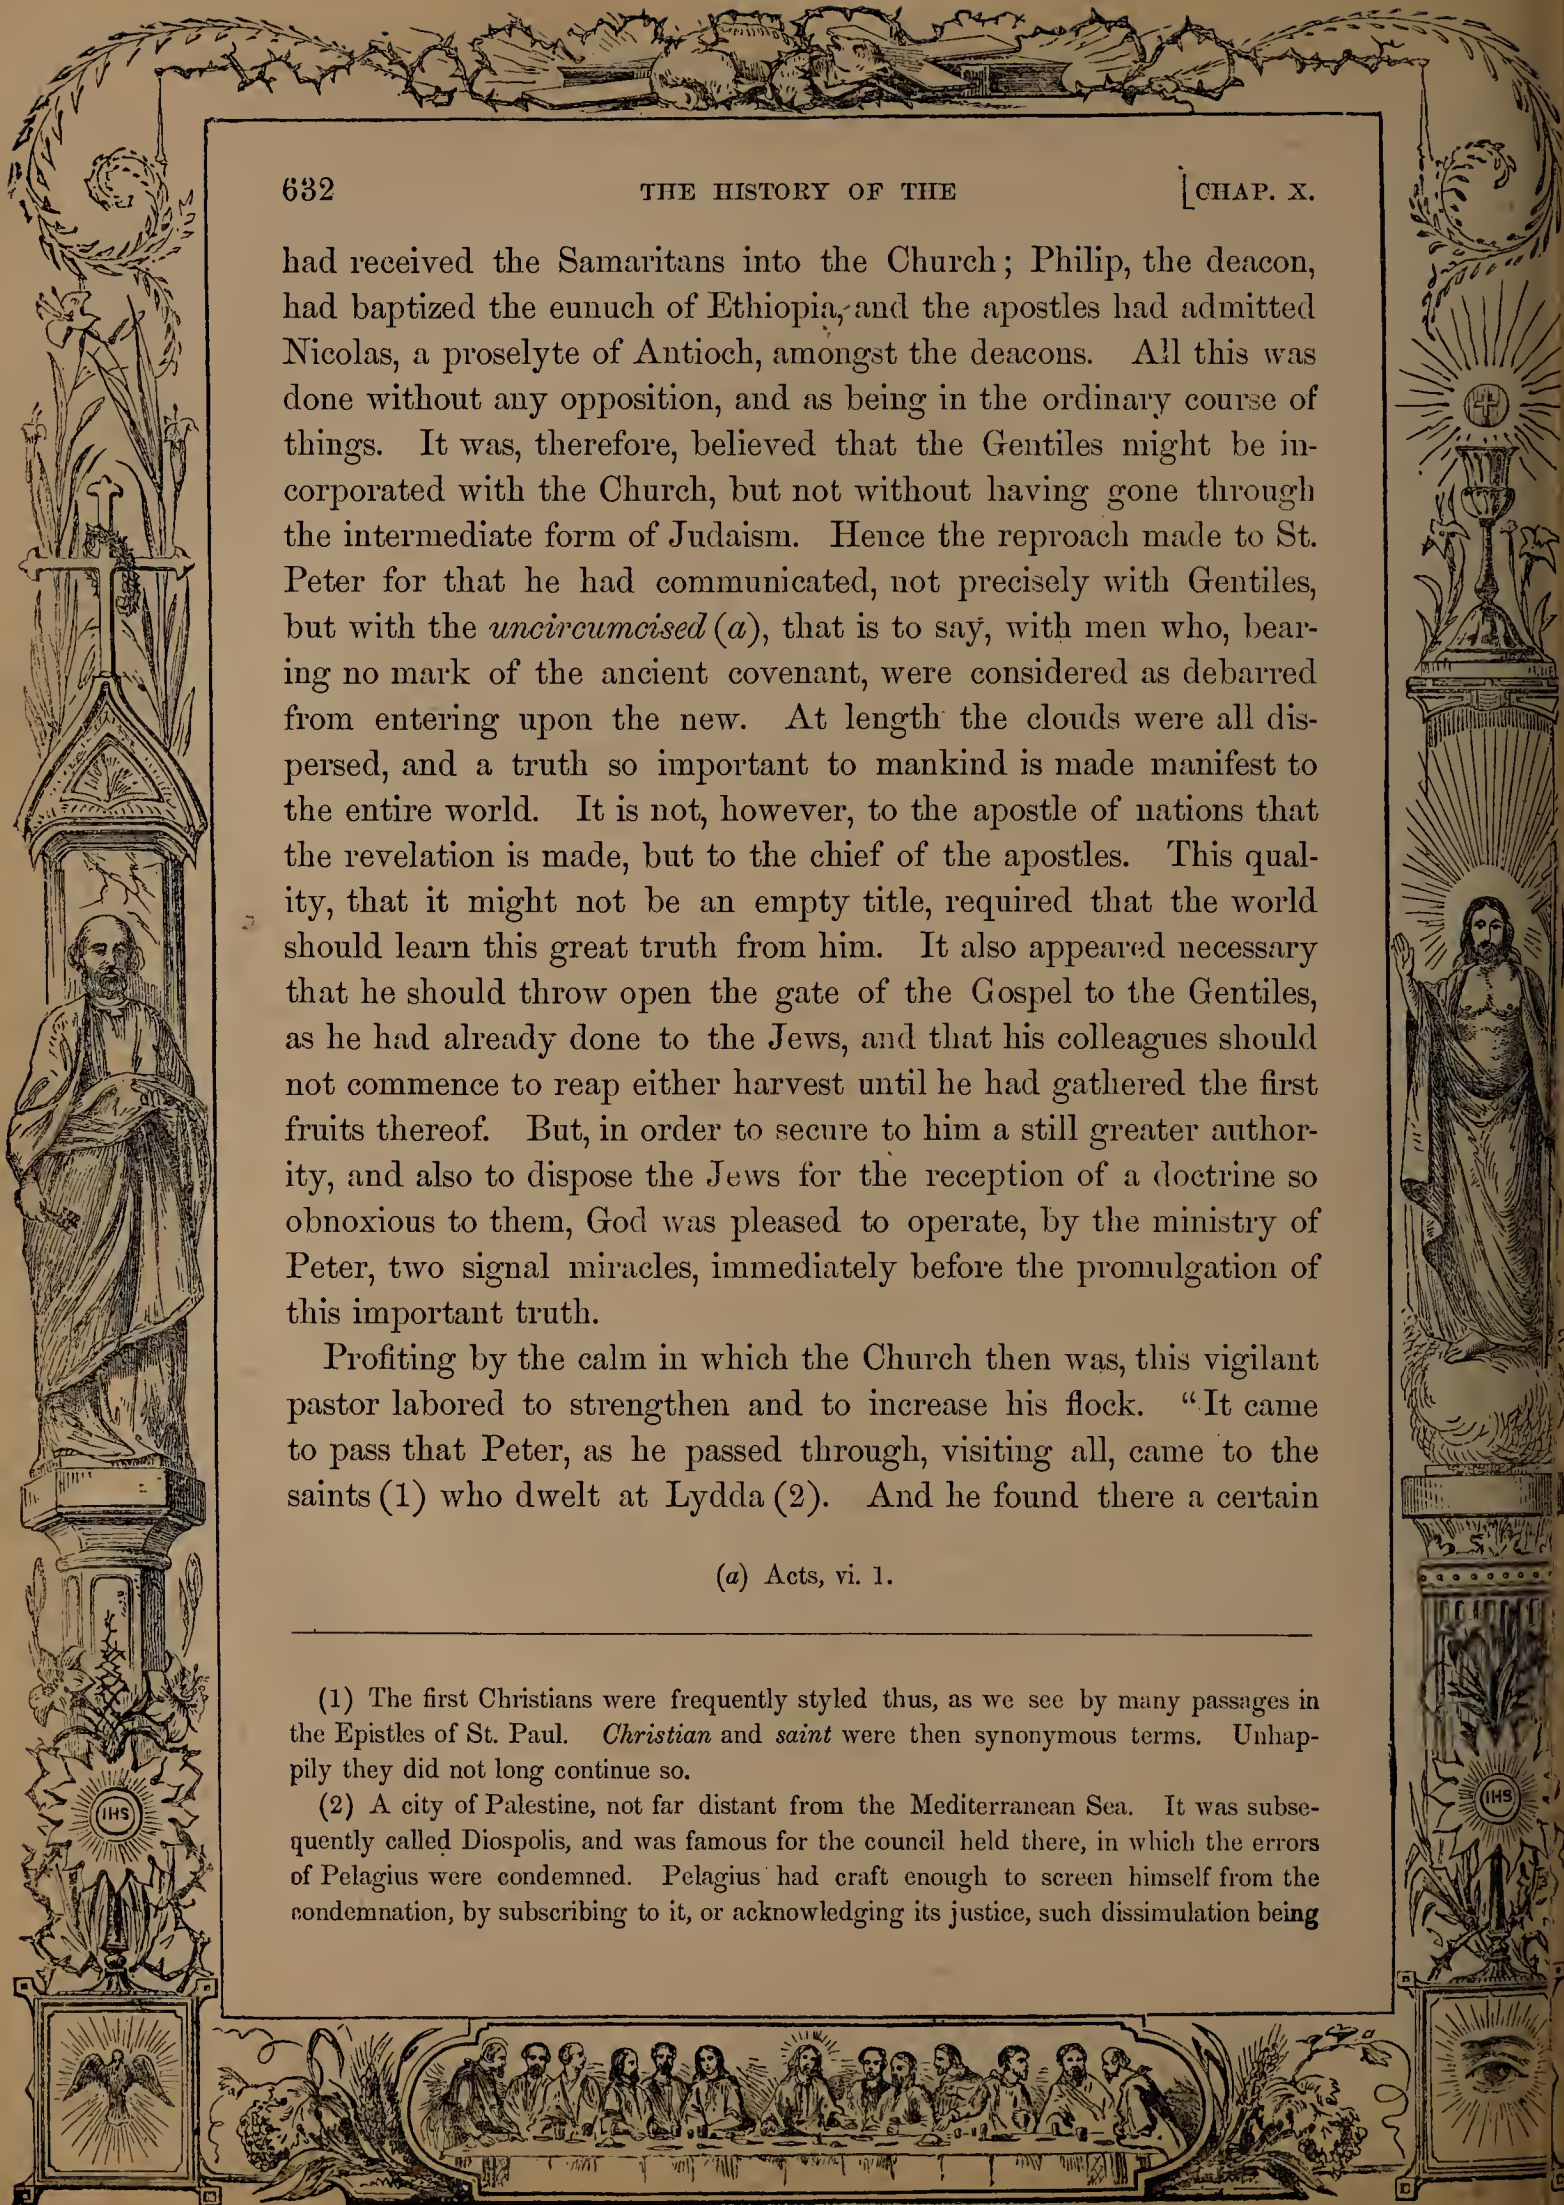 632 THE HISTORY OF THE [CHAP. X.
had received the Samaritans into the Church; Philip, the deacon,
had baptized the eunuch of Ethiopia, and the apostles had admitted
Nicolas, a proselyte of Antioch, amongst the deacons. All this was
done without any opposition, and as being in the ordinary course of
things. It was, therefore, believed that the Gentiles might be in-
corporated with the Church, but not without having gone through
the intermediate form of Judaism. Hence the reproach made to St.
Peter for that he had communicated, not precisely with Gentiles,
but with the uncircumcised (a), that is to say, with men who, bear-
ing no mark of the ancient covenant, were considered as debarred
from entering upon the new. At length the clouds were all dis-
persed, and a truth so important to mankind is made manifest to
the entire world. It is not, however, to the apostle of nations that
the revelation is made, but to the chief of the apostles. This qual-
ity, that it might not be an empty title, required that the world
should learn this great truth from him. It also appeared necessary
that he should throw open the gate of the Gospel to the Gentiles,
as he had already done to the Jews, and that his colleagues should
not commence to reap either harvest until he had gathered the first
fruits thereof. But, in order to secure to him a still greater author-
ity, and also to dispose the Jews for the reception of a doctrine so
obnoxious to them, God was pleased to operate, by the ministry of
Peter, two signal miracles, immediately before the promulgation of
this important truth.
Profiting by the calm in which the Church then was, this vigilant
pastor labored to strengthen and to increase his flock. "It came
to pass that Peter, as he passed through, visiting all, came to the
saints (1) who dwelt at Lydda (2). And he found there a certain
(a) Acts, vi. 1.
(1) The first Christians were frequently styled thus, as we see by many passages in
the Epistles of St. Paul. Christian and saint were then synonymous terms. Unhap-
pily they did not long continue so.
(2) A city of Palestine, not far distant from the Mediterranean Sea. It was subse-
quently called Diospolis, and was famous for the council held there, in which the errors
of Pelagius were condemned. Pelagius had craft enough to screen himself from the
condemnation, by subscribing to it, or acknowledging its justice, such dissimulation being
IHS
IHS